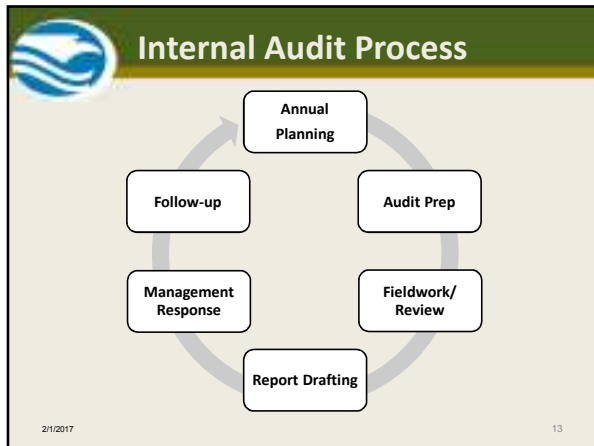 Internal Audit Process
Annual
Planning
Audit Prep
Fieldwork/
Review
Report Drafting
Management
Response
Follow-up
2/1/2017
13